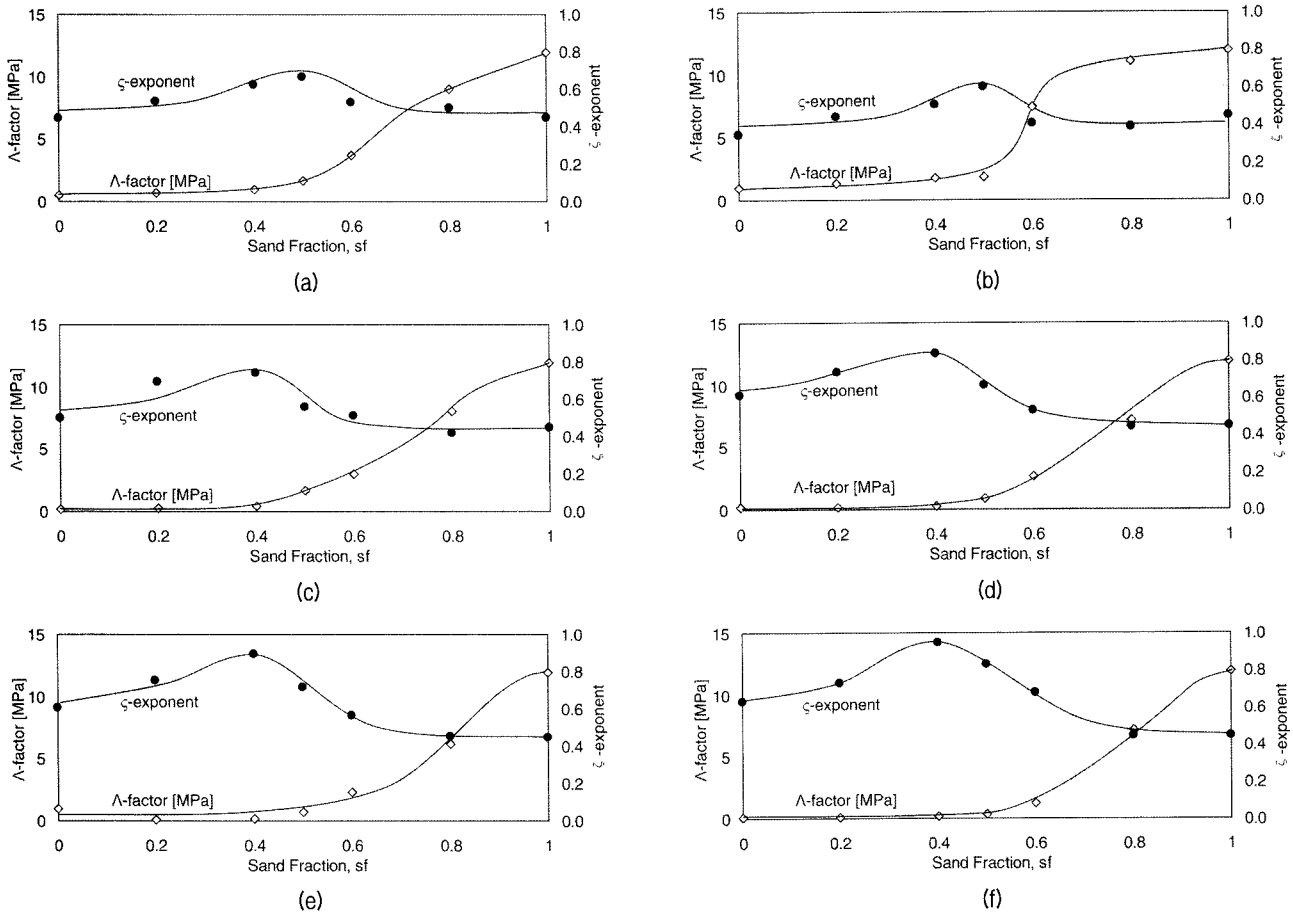 15
10
5
0
Λ-factor [MPa]
ς-exponent
Λ-factor [MPa]
1.0
0.8
0.6
0.4
0.2
0.0
ζ -exponent
0 0.2 0.4 0.6 0.8 1
Sand Fraction, sf
(a)
15
10
5
0
Λ-factor [MPa]
ς-exponent
Λ-factor [MPa]
1.0
0.8
0.6
0.4
0.2
0.0
ζ -exponent
0 0.2 0.4 0.6 0.8 1
Sand Fraction, sf
(b)
15
10
5
0
Λ-factor [MPa]
ς-exponent
Λ-factor [MPa]
1.0
0.8
0.6
0.4
0.2
0.0
ζ -exponent
0 0.2 0.4 0.6 0.8 1
Sand Fraction, sf
(c)
15
10
5
0
Λ-factor [MPa]
ς-exponent
Λ-factor [MPa]
1.0
0.8
0.6
0.4
0.2
0.0
ζ -exponent
0 0.2 0.4 0.6 0.8 1
Sand Fraction, sf
(d)
15
10
5
0
Λ-factor [MPa]
ς-exponent
Λ-factor [MPa]
1.0
0.8
0.6
0.4
0.2
0.0
ζ -exponent
0 0.2 0.4 0.6 0.8 1
Sand Fraction, sf
(e)
15
10
5
0
Λ-factor [MPa]
ς-exponent
Λ-factor [MPa]
1.0
0.8
0.6
0.4
0.2
0.0
ζ -exponent
0 0.2 0.4 0.6 0.8 1
Sand Fraction, sf
(f)